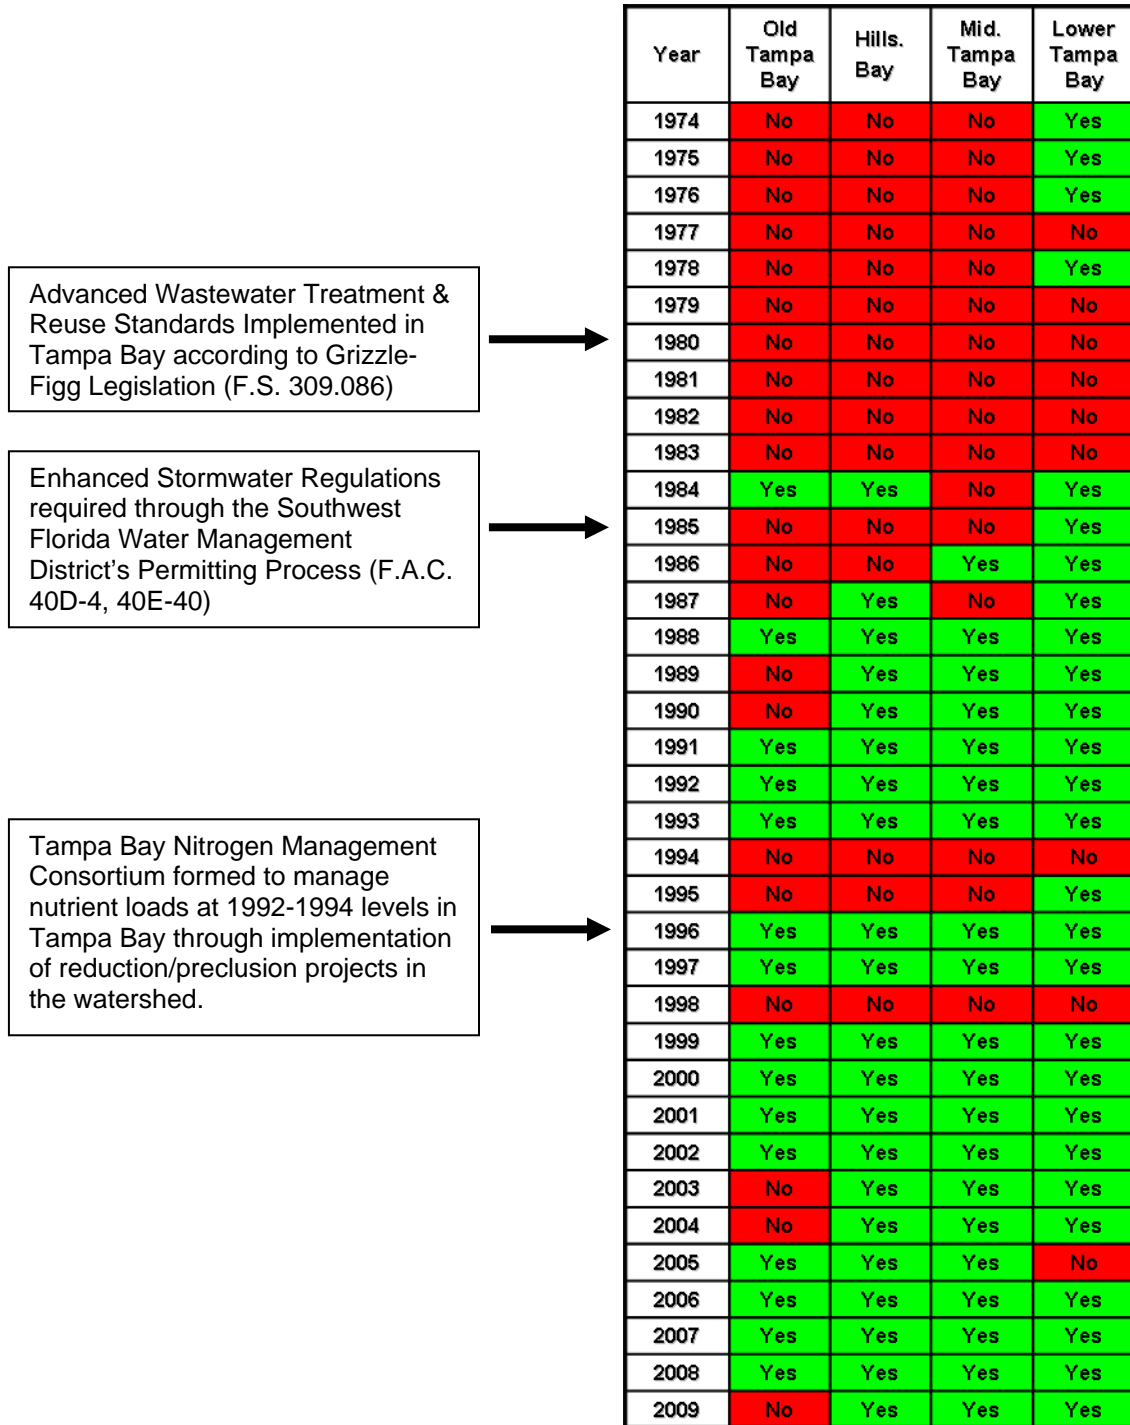 Advanced Wastewater Treatment &
Reuse Standards Implemented in
Tampa Bay according to Grizzle-
Figg Legislation (F.S. 309.086)
Enhanced Stormwater Regulations
required through the Southwest
Florida Water Management
District's Permitting Process (F.A.C.
40D-4, 40E-40)
Tampa Bay Nitrogen Management
Consortium formed to manage
nutrient loads at 1992-1994 levels in
Tampa Bay through implementation
of reduction/preclusion projects in
the watershed.
Year Old Tampa Bay Hills. Bay Mid. Tampa Bay Lower Tampa Bay
1974 No No No Yes
1975 No No No Yes
1976 No No No Yes
1977 No No No No
1978 No No No Yes
1979 No No No No
1980 No No No No
1981 No No No No
1982 No No No No
1983 No No No No
1984 Yes Yes No Yes
1985 No No No Yes
1986 No No Yes Yes
1987 No Yes No Yes
1988 Yes Yes Yes Yes
1989 No Yes Yes Yes
1990 No Yes Yes Yes
1991 Yes Yes Yes Yes
1992 Yes Yes Yes Yes
1993 Yes Yes Yes Yes
1994 No No No No
1995 No No No Yes
1996 Yes Yes Yes Yes
1997 Yes Yes Yes Yes
1998 No No No No
1999 Yes Yes Yes Yes
2000 Yes Yes Yes Yes
2001 Yes Yes Yes Yes
2002 Yes Yes Yes Yes
2003 No Yes Yes Yes
2004 No Yes Yes Yes
2005 Yes Yes Yes No
2006 Yes Yes Yes Yes
2007 Yes Yes Yes Yes
2008 Yes Yes Yes Yes
2009 No Yes Yes Yes